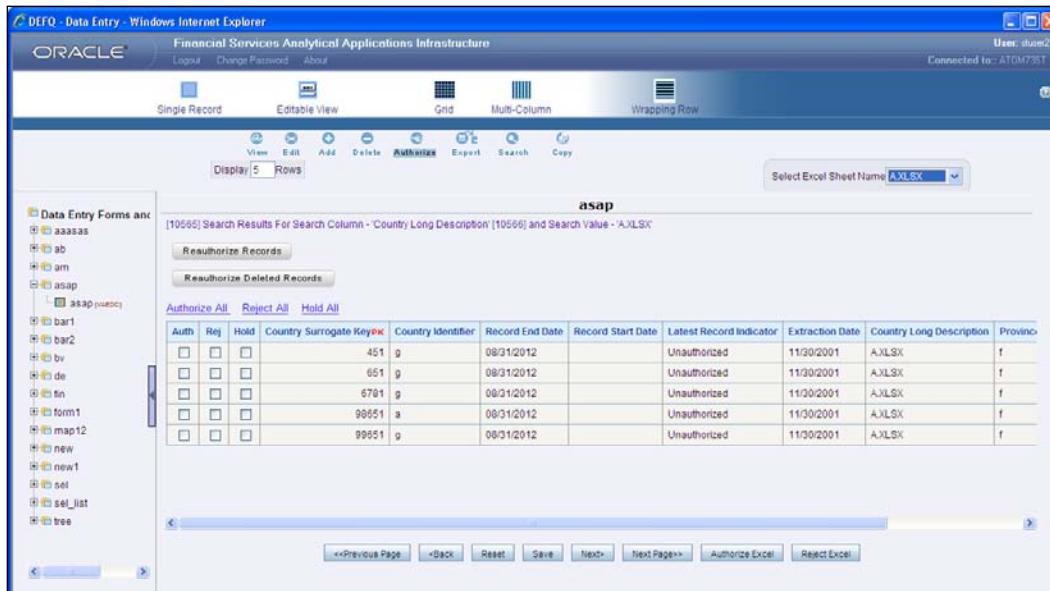 DEFQ - Data Entry - Windows Internet Explorer
ORACLE
Financial Services Analytical Applications Infrastructure
User:
Logout Change Password About
Connected to:: ATOM735T
Single Record Editable View Grid Multi-Column Wrapping Row
View Edit Add Delete Authorize Export Search Copy
Display 5 Rows
Select Excel Sheet Name A.XLSX
Data Entry Forms and
aaasas
ab
am
asap
asap
bar1
bar2
bv
de
fin
form1
map12
new
new1
sel
sel_list
tree
asap
[10565] Search Results For Search Column - 'Country Long Description' [10566] and Search Value - 'A.XLSX'
Reauthorize Records
Reauthorize Deleted Records
Authorize All Reject All Hold All
Auth Rej Hold Country Surrogate Key PK Country Identifier Record End Date Record Start Date Latest Record Indicator Extraction Date Country Long Description Province
451 g 08/31/2012 Unauthorized 11/30/2001 A.XLSX f
651 g 08/31/2012 Unauthorized 11/30/2001 A.XLSX f
6781 g 08/31/2012 Unauthorized 11/30/2001 A.XLSX f
98651 a 08/31/2012 Unauthorized 11/30/2001 A.XLSX f
99651 g 08/31/2012 Unauthorized 11/30/2001 A.XLSX f
<<Previous Page <Back Reset Save Next> Next Page>> Authorize Excel Reject Excel